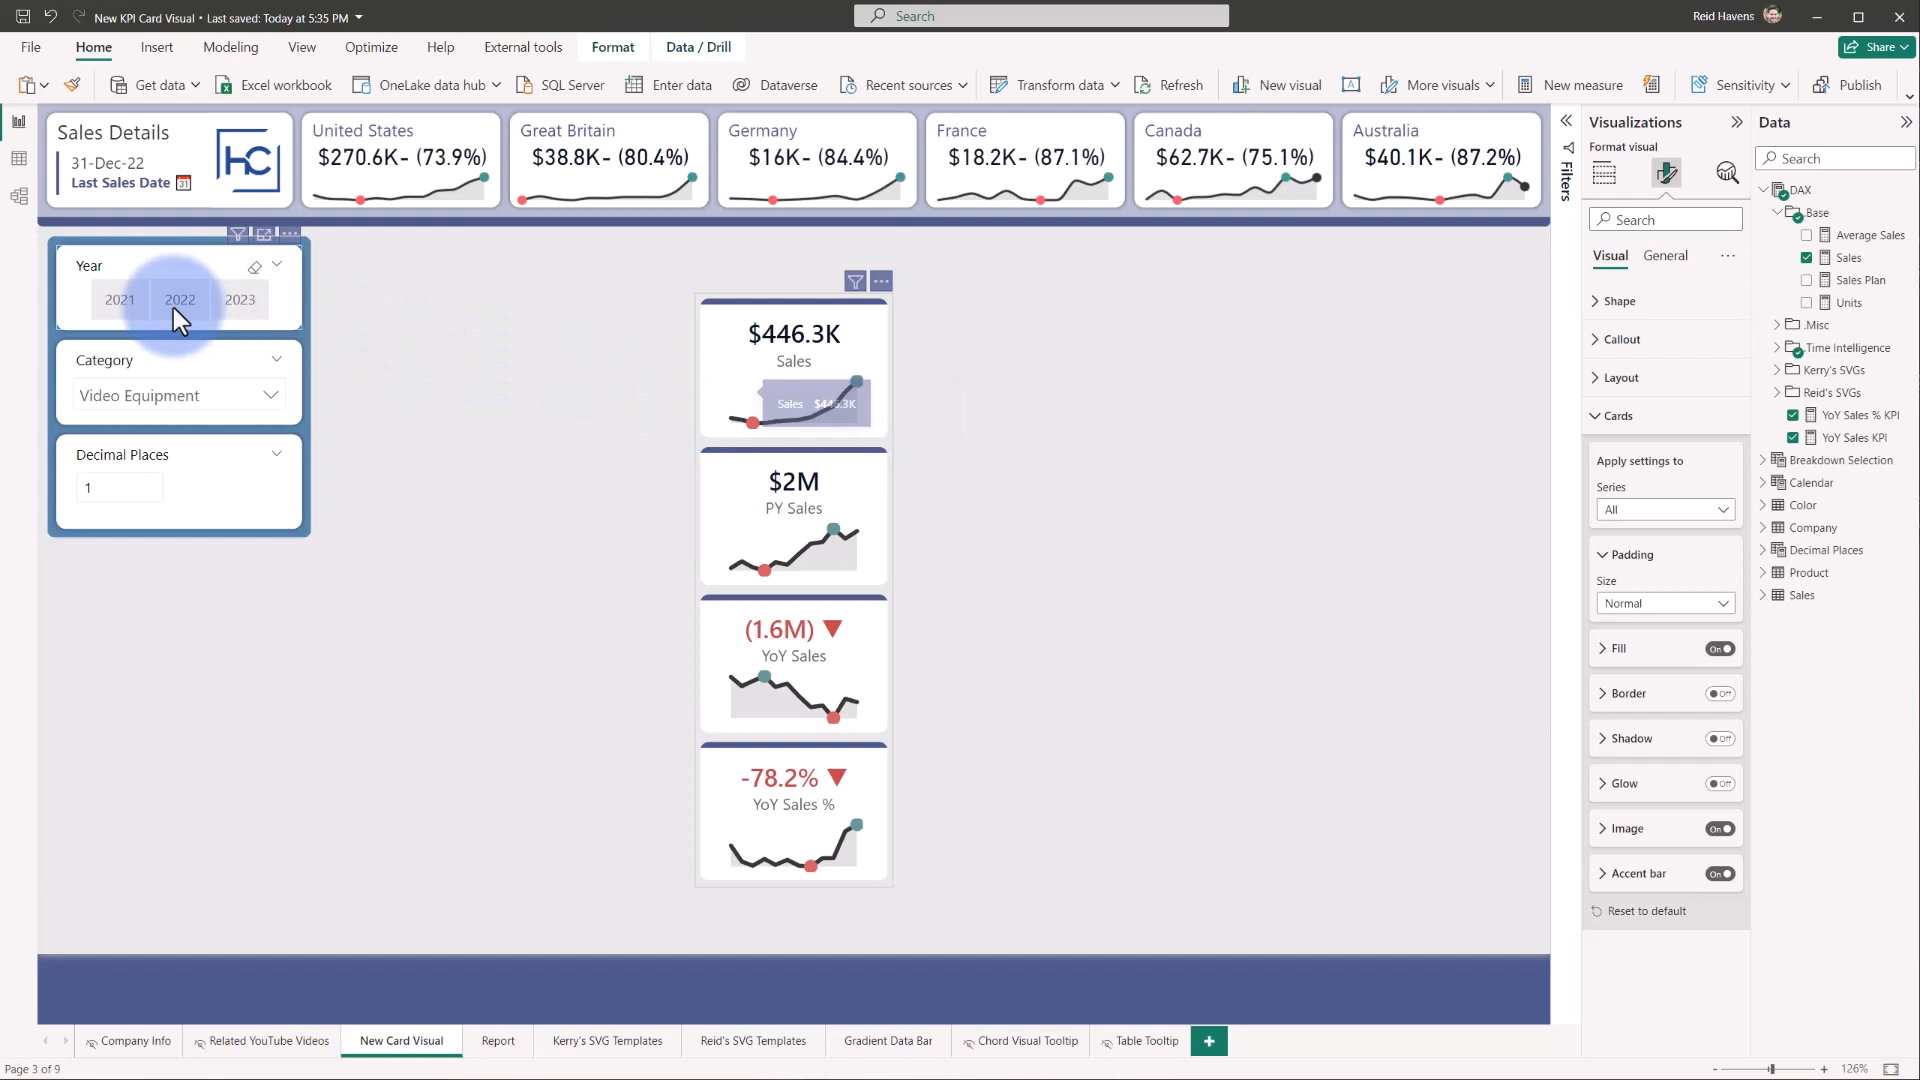 New KPI Card Visual • Last saved: Today at 5:35 PM
Search
Reid Havens
File
Home
Insert
Modeling
View
Optimize
Help
External tools
Format
Data / Drill
Share
Get data
Excel workbook
OneLake data hub
SQL Server
Enter data
Dataverse
Recent sources
Transform data
Refresh
New visual
More visuals
New measure
Sensitivity
Publish
Sales Details
31-Dec-22
Last Sales Date
HC
United States
$270.6K- (73.9%)
Great Britain
$38.8K- (80.4%)
Germany
$16K- (84.4%)
France
$18.2K- (87.1%)
Canada
$62.7K- (75.1%)
Australia
$40.1K- (87.2%)
Year
2021
2022
2023
Category
Video Equipment
Decimal Places
1
$446.3K
Sales
Sales $446.3K
$2M
PY Sales
(1.6M)
YoY Sales
-78.2%
YoY Sales %
Filters
Visualizations
Format visual
Search
Visual
General
Shape
Callout
Layout
Cards
Apply settings to
Series
All
Padding
Size
Normal
Fill
On
Border
Off
Shadow
Off
Glow
Off
Image
On
Accent bar
On
Reset to default
Data
Search
DAX
.Base
Average Sales
Sales
Sales Plan
Units
.Misc
.Time Intelligence
Kerry's SVGs
Reid's SVGs
YoY Sales % KPI
YoY Sales KPI
Breakdown Selection
Calendar
Color
Company
Decimal Places
Product
Sales
Company Info
Related YouTube Videos
New Card Visual
Report
Kerry's SVG Templates
Reid's SVG Templates
Gradient Data Bar
Chord Visual Tooltip
Table Tooltip
Page 3 of 9
126%